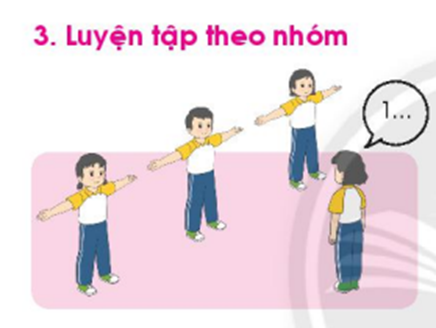 3. Luyện tập theo nhóm
1...